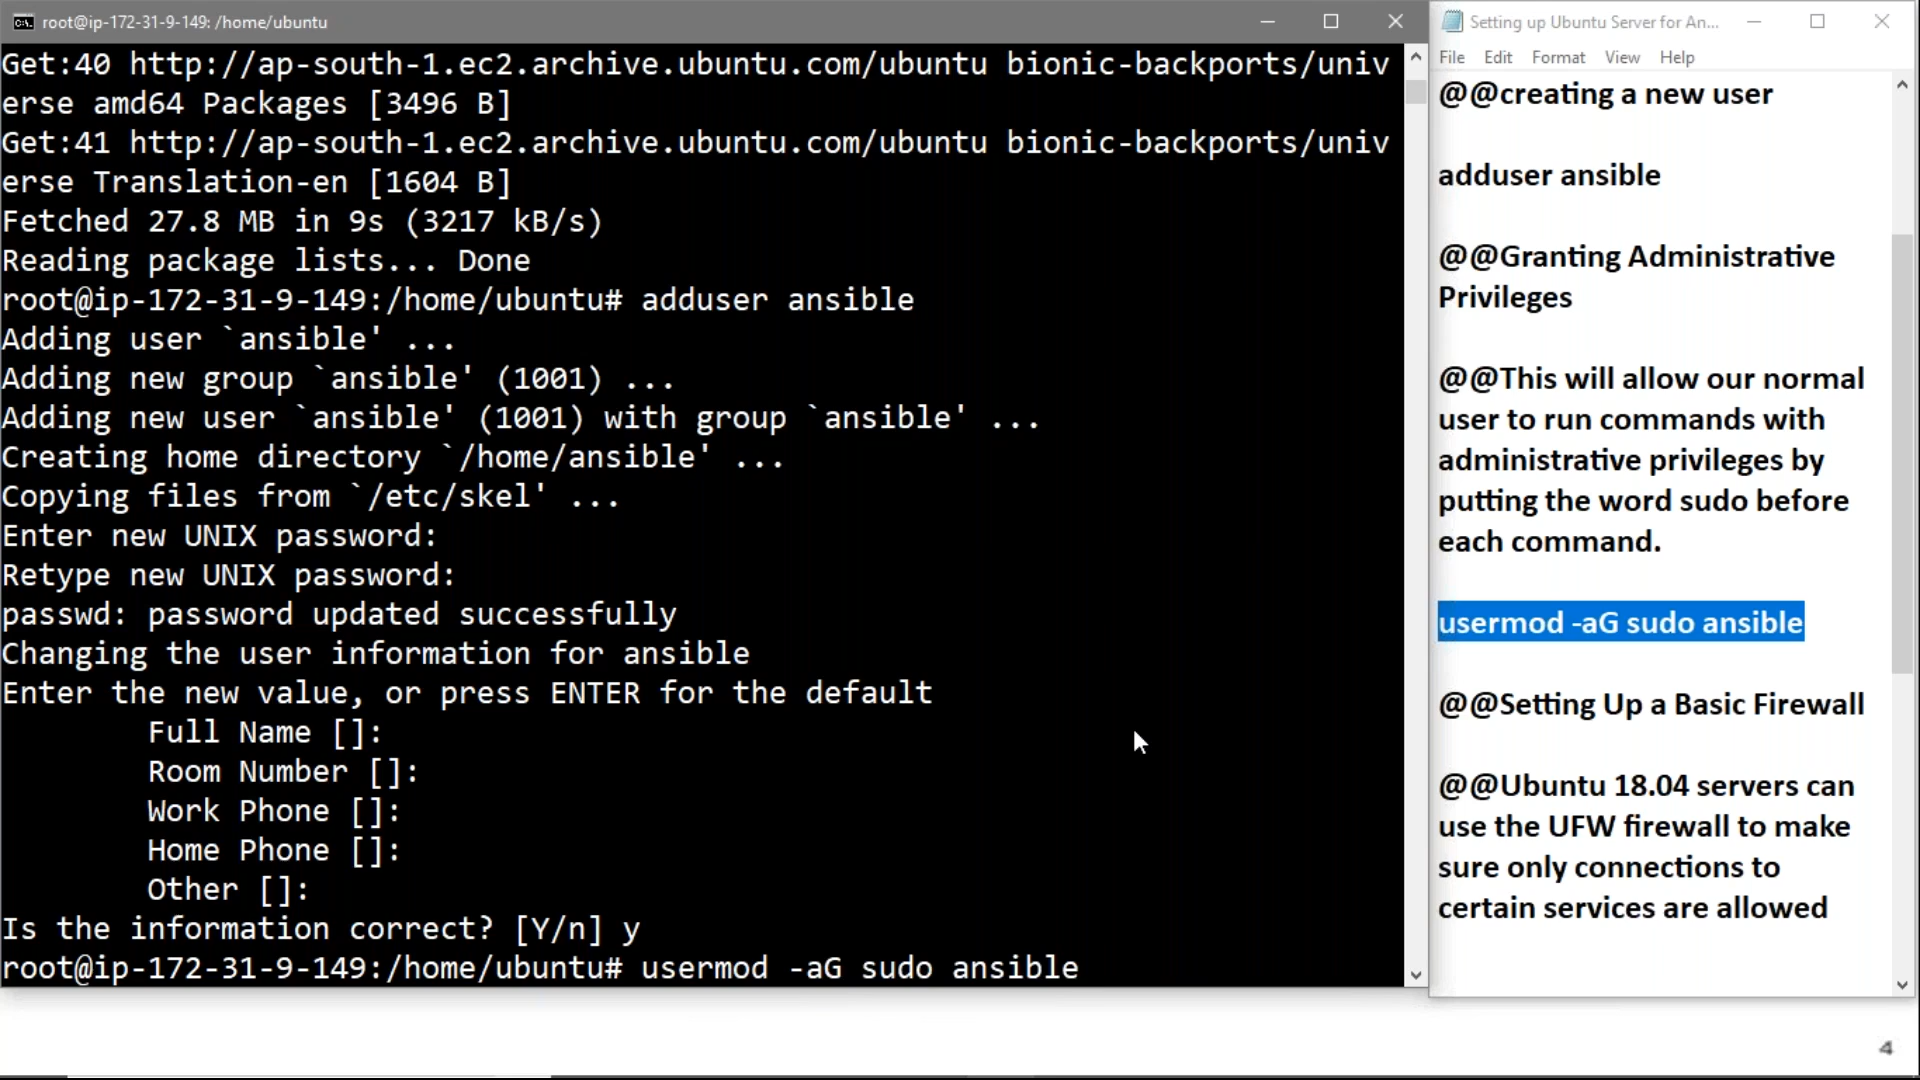 root@ip-172-31-9-149: /home/ubuntu
Get:40 http://ap-south-1.ec2.archive.ubuntu.com/ubuntu bionic-backports/univ
erse amd64 Packages [3496 B]
Get:41 http://ap-south-1.ec2.archive.ubuntu.com/ubuntu bionic-backports/univ
erse Translation-en [1604 B]
Fetched 27.8 MB in 9s (3217 kB/s)
Reading package lists... Done
root@ip-172-31-9-149:/home/ubuntu# adduser ansible
Adding user `ansible' ...
Adding new group `ansible' (1001) ...
Adding new user `ansible' (1001) with group `ansible' ...
Creating home directory `/home/ansible' ...
Copying files from `/etc/skel' ...
Enter new UNIX password:
Retype new UNIX password:
passwd: password updated successfully
Changing the user information for ansible
Enter the new value, or press ENTER for the default
Full Name []:
Room Number []:
Work Phone []:
Home Phone []:
Other []:
Is the information correct? [Y/n] y
root@ip-172-31-9-149:/home/ubuntu# usermod -aG sudo ansible
Setting up Ubuntu Server for An...
File Edit Format View Help
@@creating a new user
adduser ansible
@@Granting Administrative
Privileges
@@This will allow our normal
user to run commands with
administrative privileges by
putting the word sudo before
each command.
usermod -aG sudo ansible
@@Setting Up a Basic Firewall
@@Ubuntu 18.04 servers can
use the UFW firewall to make
sure only connections to
certain services are allowed
4